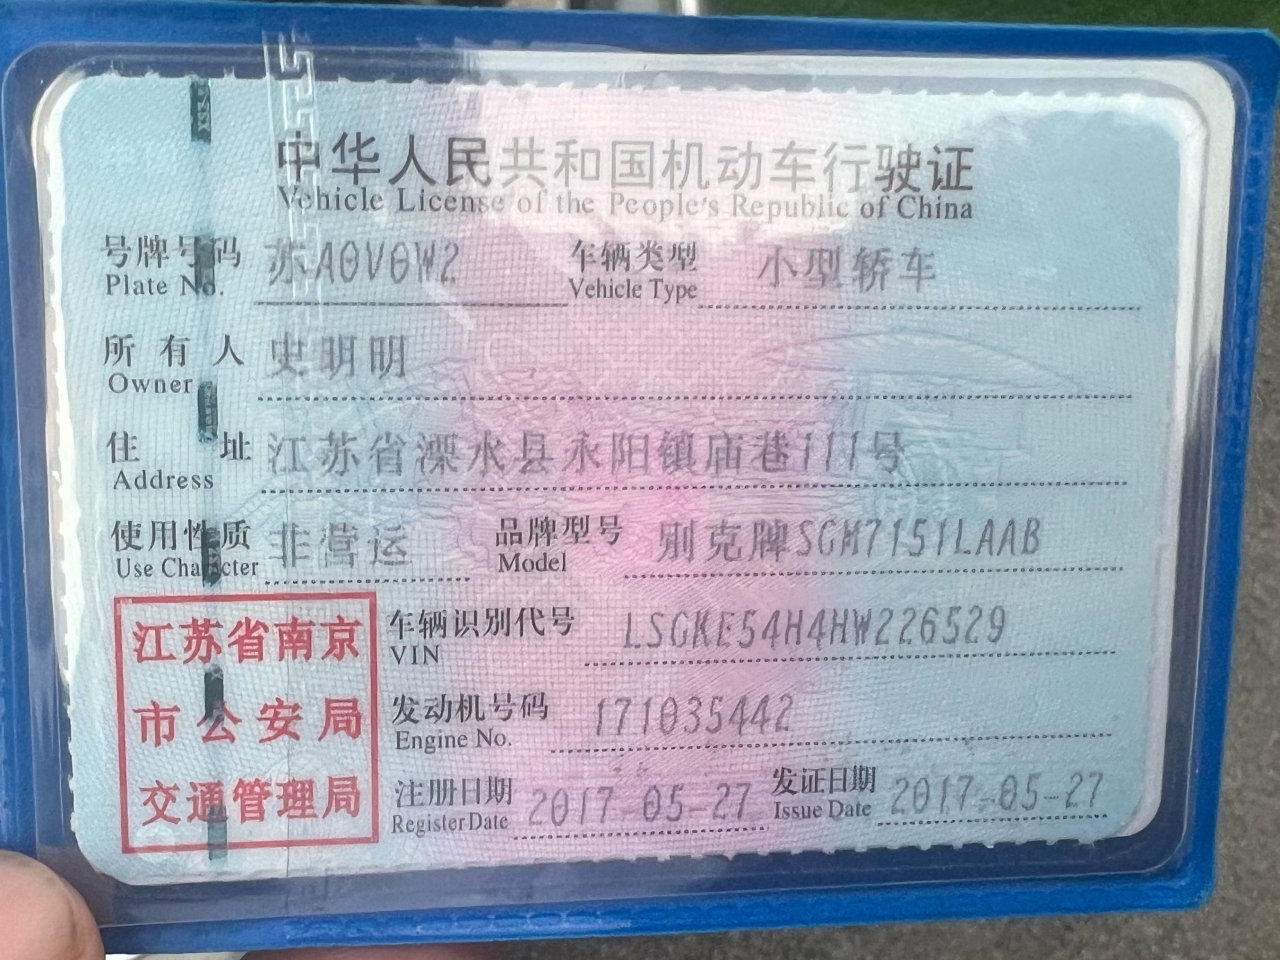 中华人民共和国机动车行驶证
Vehicle License of the People's Republic of China
号牌号码 苏A0V0W2 车辆类型 小型轿车
Plate No. Vehicle Type
所有人 史明明
Owner
住址 江苏省溧水县永阳镇庙巷111号
Address
使用性质 非营运 品牌型号 别克牌SGM7151LAAB
Use Character Model
江苏省南京
市公安局
交通管理局
车辆识别代号 LSGKE54H4HW226529
VIN
发动机号码 171035442
Engine No.
注册日期 2017-05-27 发证日期 2017-05-27
Register Date Issue Date